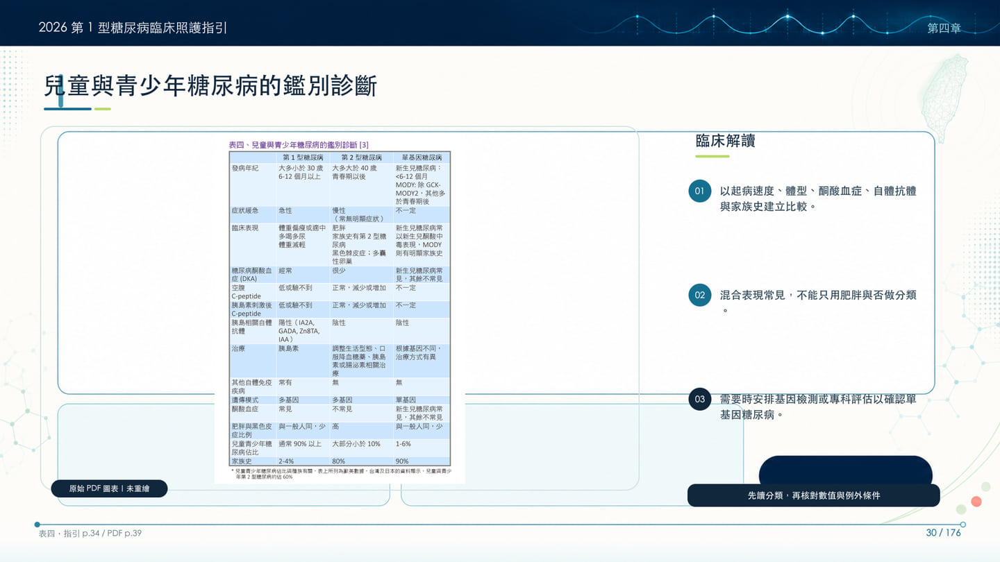 2026 第 1 型糖尿病臨床照護指引
第四章
兒童與青少年糖尿病的鑑別診斷
表四、兒童與青少年糖尿病的鑑別診斷 [3]
第 1 型糖尿病 第 2 型糖尿病 單基因糖尿病
發病年紀
大多小於 30 歲
6-12 個月以上
大多大於 40 歲
青春期以後
新生兒糖尿病：
<6-12 個月
MODY: 除 GCK-
MODY2，其他多
於青春期後
症狀緩急
急性
慢性
（常無明顯症狀）
不一定
臨床表現
體重偏瘦或適中
多喝多尿
體重減輕
肥胖
家族史有第 2 型糖
尿病
黑色棘皮症；多囊
性卵巢
新生兒糖尿病常
以新生兒酮酸中
毒表現，MODY
則有明顯家族史
糖尿病酮酸血
症 (DKA)
經常
很少
新生兒糖尿病常
見，其餘不常見
空腹
C-peptide
低或驗不到
正常，減少或增加
不一定
胰島素刺激後
C-peptide
低或驗不到
正常，減少或增加
不一定
胰島相關自體
抗體
陽性（IA2A,
GADA, Zn8TA,
IAA）
陰性
陰性
治療
胰島素
調整生活型態、口
服降血糖藥、胰島
素或腸泌素相關治
療
根據基因不同，
治療方式有異
其他自體免疫
疾病
常有
無
無
遺傳模式
多基因
多基因
單基因
酮酸血症
常見
不常見
新生兒糖尿病常
見，其餘不常見
肥胖與黑色皮
症比例
與一般人同，少
高
與一般人同，少
兒童青少年糖
尿病佔比
通常 90% 以上
大部分小於 10%
1-6%
家族史
2-4%
80%
90%
* 兒童青少年糖尿病佔比與種族有關，表上所列為歐美數據，台灣及日本的資料顯示，兒童與青少
年第 2 型糖尿病約佔 60%
原始 PDF 圖表｜未重繪
臨床解讀
01
以起病速度、體型、酮酸血症、自體抗體
與家族史建立比較。
02
混合表現常見，不能只用肥胖與否做分類
。
03
需要時安排基因檢測或專科評估以確認單
基因糖尿病。
先讀分類，再核對數值與例外條件
表四・指引 p.34 / PDF p.39
30 / 176